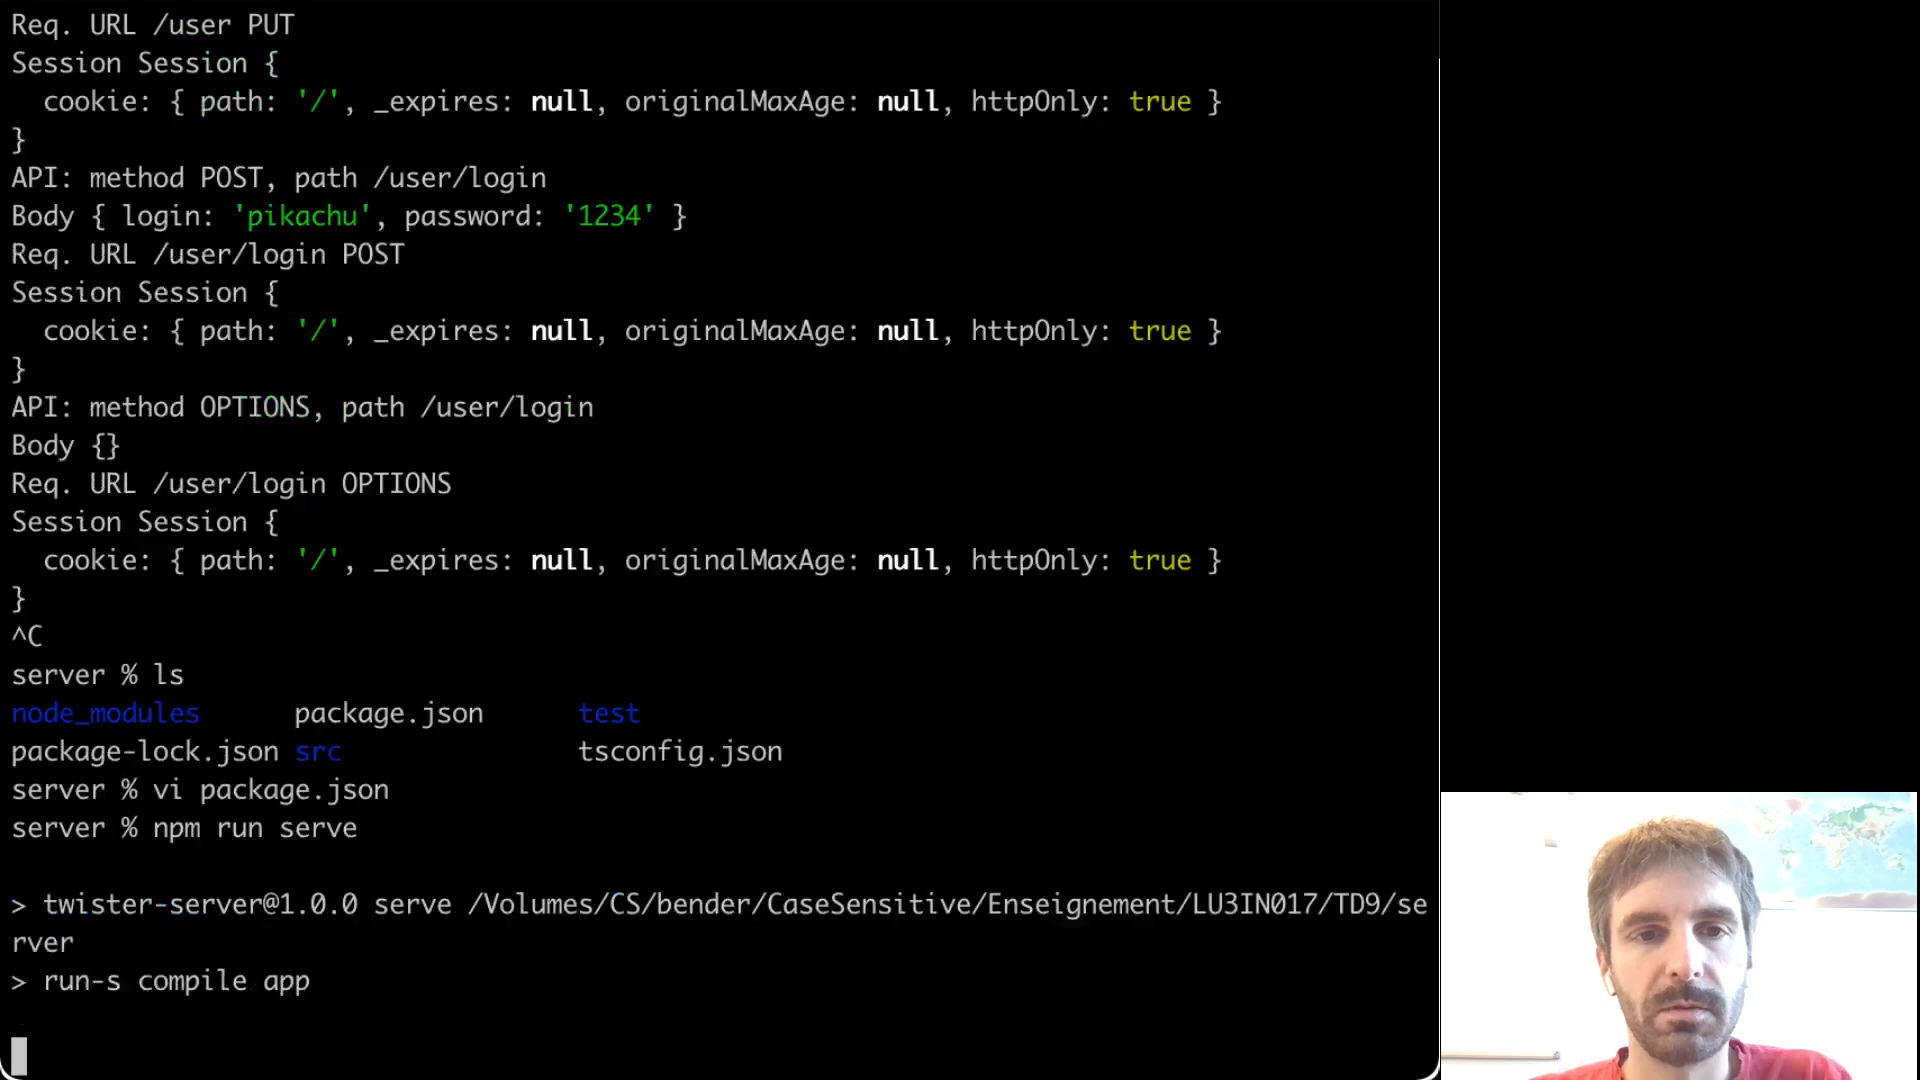 Req. URL /user PUT
Session Session {
  cookie: { path: '/', _expires: null, originalMaxAge: null, httpOnly: true }
}
API: method POST, path /user/login
Body { login: 'pikachu', password: '1234' }
Req. URL /user/login POST
Session Session {
  cookie: { path: '/', _expires: null, originalMaxAge: null, httpOnly: true }
}
API: method OPTIONS, path /user/login
Body {}
Req. URL /user/login OPTIONS
Session Session {
  cookie: { path: '/', _expires: null, originalMaxAge: null, httpOnly: true }
}
^C
server % ls
node_modules      package.json      test
package-lock.json src               tsconfig.json
server % vi package.json
server % npm run serve
> twister-server@1.0.0 serve /Volumes/CS/bender/CaseSensitive/Enseignement/LU3IN017/TD9/se
rver
> run-s compile app